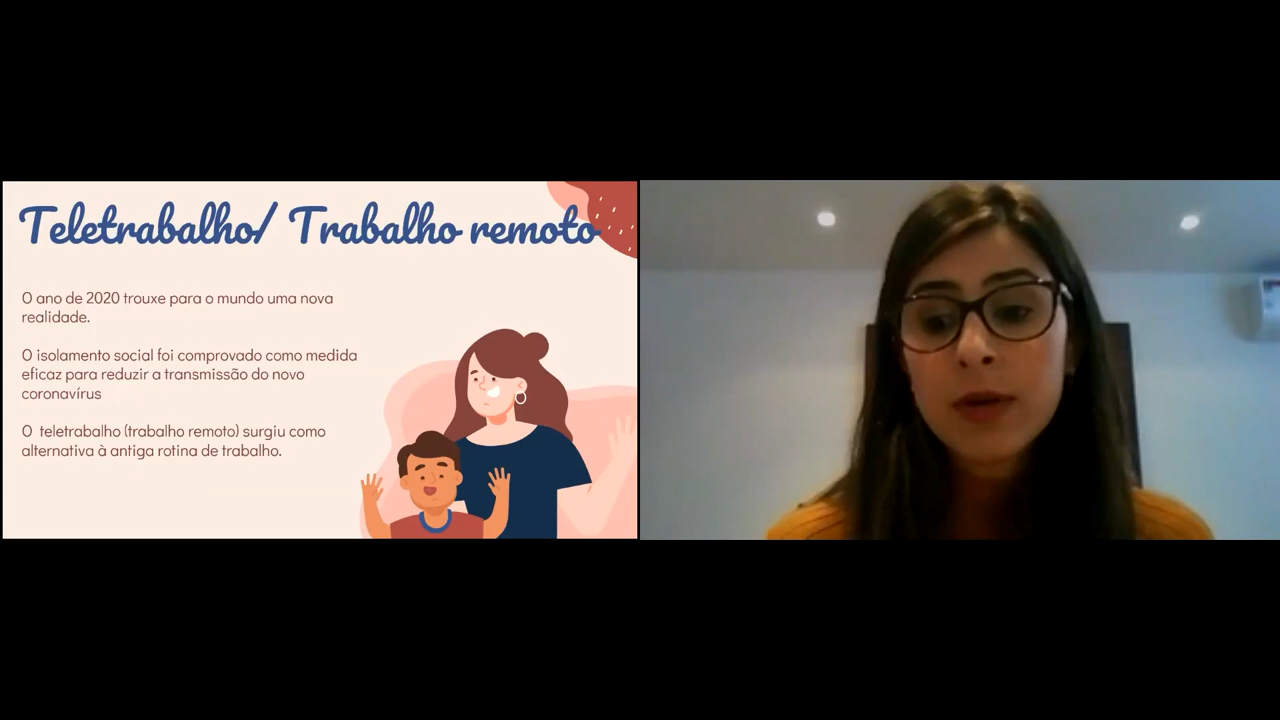 Teletrabalho/ Trabalho remoto
O ano de 2020 trouxe para o mundo uma nova
realidade.
O isolamento social foi comprovado como medida
eficaz para reduzir a transmissão do novo
coronavírus
O teletrabalho (trabalho remoto) surgiu como
alternativa à antiga rotina de trabalho.